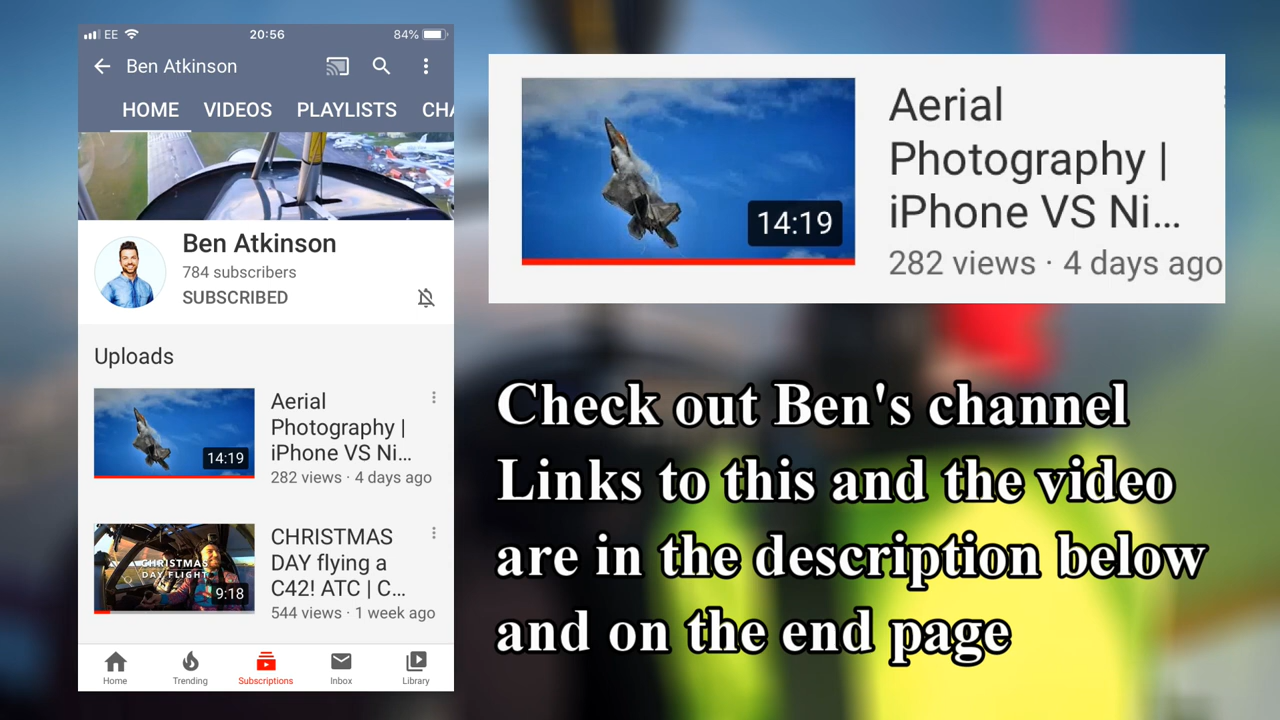 EE 20:56 84%
Ben Atkinson
HOME VIDEOS PLAYLISTS CHA
Ben Atkinson
784 subscribers
SUBSCRIBED
Uploads
14:19
Aerial
Photography |
iPhone VS Ni...
282 views · 4 days ago
CHRISTMAS
DAY FLIGHT
9:18
CHRISTMAS
DAY flying a
C42! ATC | C...
544 views · 1 week ago
Home Trending Subscriptions Inbox Library
14:19
Aerial
Photography |
iPhone VS Ni...
282 views · 4 days ago
Check out Ben's channel
Links to this and the video
are in the description below
and on the end page